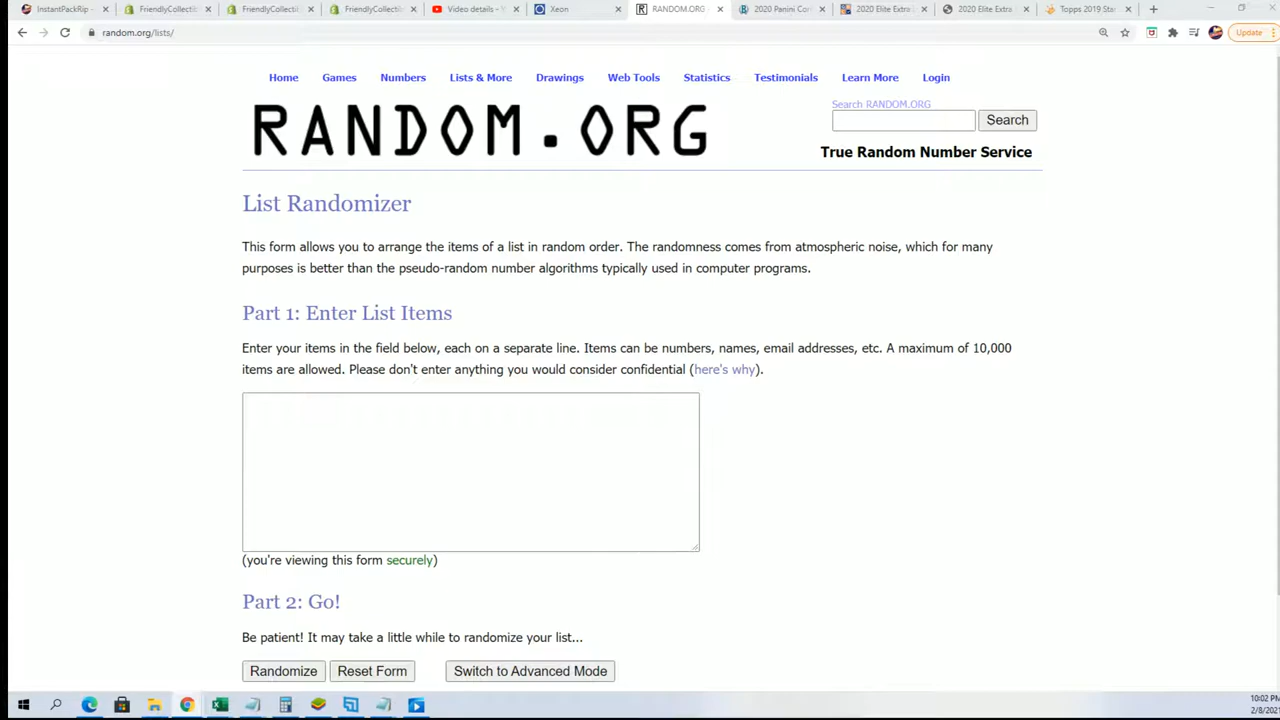 InstantPackRip -
FriendlyCollecti
FriendlyCollecti
FriendlyCollecti
Video details -
Xeon
RANDOM.ORG
2020 Panini Co
2020 Elite Extra
2020 Elite Extra
Topps 2019 Sta
random.org/lists/
Update
Home
Games
Numbers
Lists & More
Drawings
Web Tools
Statistics
Testimonials
Learn More
Login
RANDOM.ORG
Search RANDOM.ORG
Search
True Random Number Service
List Randomizer
This form allows you to arrange the items of a list in random order. The randomness comes from atmospheric noise, which for many
purposes is better than the pseudo-random number algorithms typically used in computer programs.
Part 1: Enter List Items
Enter your items in the field below, each on a separate line. Items can be numbers, names, email addresses, etc. A maximum of 10,000
items are allowed. Please don't enter anything you would consider confidential (here's why).
(you're viewing this form securely)
Part 2: Go!
Be patient! It may take a little while to randomize your list...
Randomize
Reset Form
Switch to Advanced Mode
10:02 PM
2/8/2021